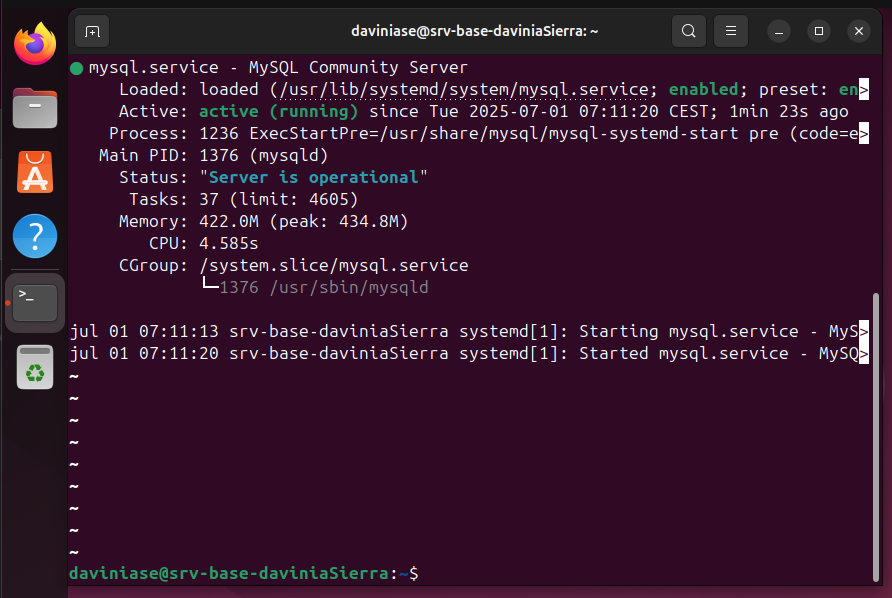 daviniase@srv-base-daviniaSierra: ~
● mysql.service - MySQL Community Server
     Loaded: loaded (/usr/lib/systemd/system/mysql.service; enabled; preset: en>
     Active: active (running) since Tue 2025-07-01 07:11:20 CEST; 1min 23s ago
    Process: 1236 ExecStartPre=/usr/share/mysql/mysql-systemd-start pre (code=e>
   Main PID: 1376 (mysqld)
     Status: "Server is operational"
      Tasks: 37 (limit: 4605)
     Memory: 422.0M (peak: 434.8M)
        CPU: 4.585s
     CGroup: /system.slice/mysql.service
             └─1376 /usr/sbin/mysqld
jul 01 07:11:13 srv-base-daviniaSierra systemd[1]: Starting mysql.service - MyS>
jul 01 07:11:20 srv-base-daviniaSierra systemd[1]: Started mysql.service - MySQ>
~
~
~
~
~
~
~
~
~
daviniase@srv-base-daviniaSierra:~$